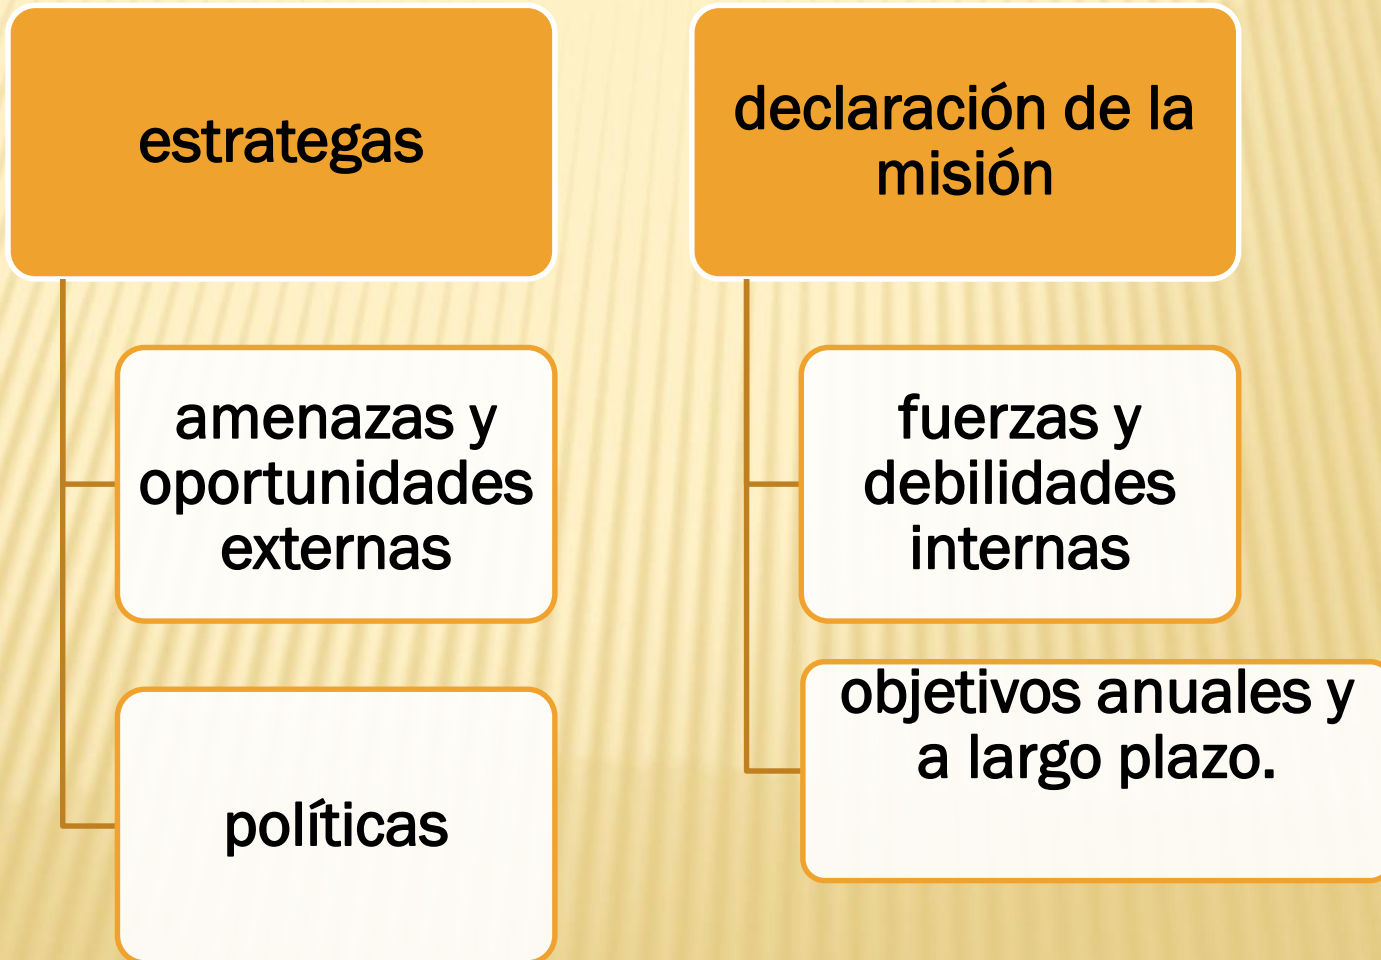 estrategas
amenazas y
oportunidades
externas
políticas
declaración de la
misión
fuerzas y
debilidades
internas
objetivos anuales y
a largo plazo.